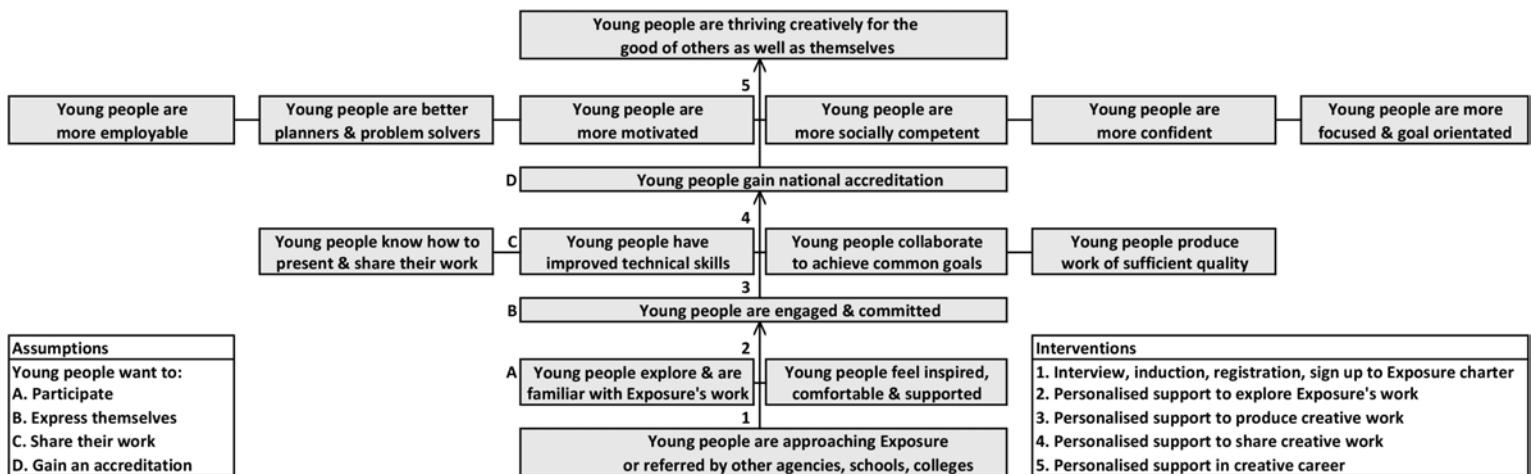 Young people are thriving creatively for the
good of others as well as themselves
5
Young people are
more employable
Young people are better
planners & problem solvers
Young people are
more motivated
Young people are
more socially competent
Young people are
more confident
Young people are more
focused & goal orientated
D
Young people gain national accreditation
4
Young people know how to
present & share their work
C
Young people have
improved technical skills
Young people collaborate
to achieve common goals
Young people produce
work of sufficient quality
3
B
Young people are engaged & committed
2
A
Young people explore & are
familiar with Exposure's work
Young people feel inspired,
comfortable & supported
1
Young people are approaching Exposure
or referred by other agencies, schools, colleges
Assumptions
Young people want to:
A. Participate
B. Express themselves
C. Share their work
D. Gain an accreditation
Interventions
1. Interview, induction, registration, sign up to Exposure charter
2. Personalised support to explore Exposure's work
3. Personalised support to produce creative work
4. Personalised support to share creative work
5. Personalised support in creative career